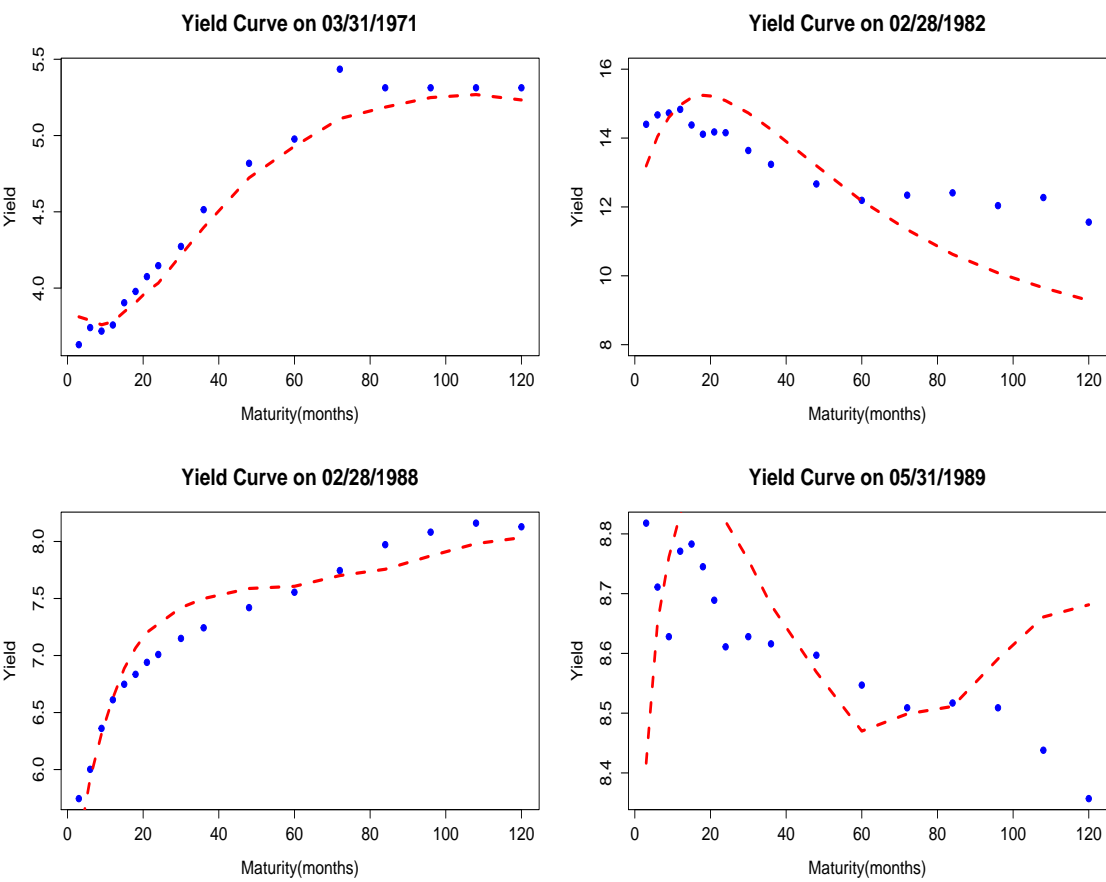 Yield Curve on 03/31/1971
Yield
4.0 4.5 5.0 5.5
0 20 40 60 80 100 120
Maturity(months)
Yield Curve on 02/28/1982
Yield
8 10 12 14 16
0 20 40 60 80 100 120
Maturity(months)
Yield Curve on 02/28/1988
Yield
6.0 6.5 7.0 7.5 8.0
0 20 40 60 80 100 120
Maturity(months)
Yield Curve on 05/31/1989
Yield
8.4 8.5 8.6 8.7 8.8
0 20 40 60 80 100 120
Maturity(months)